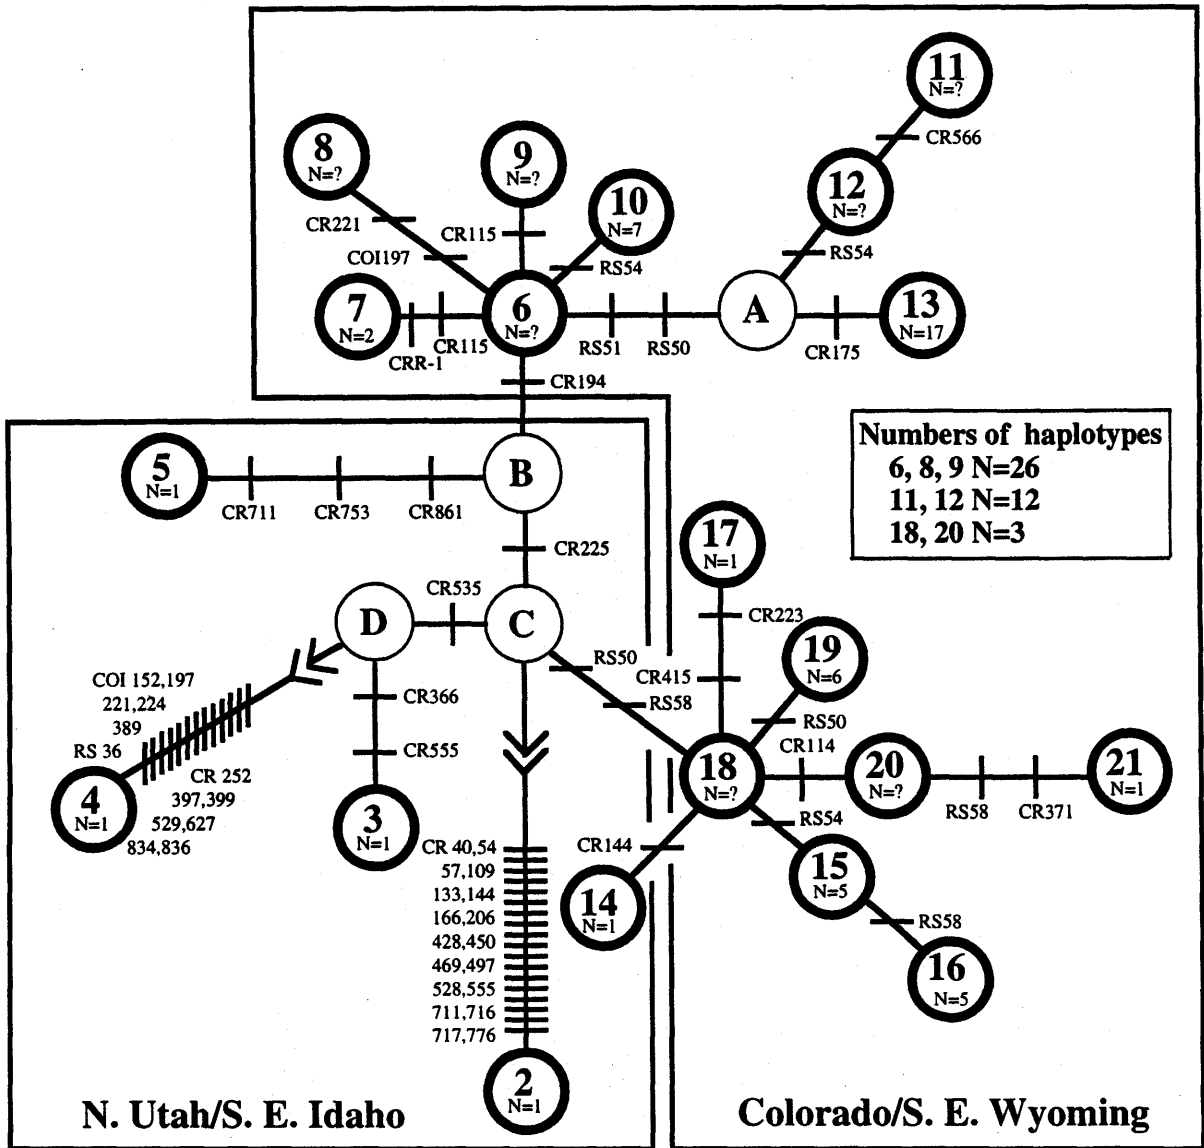 11
N=?
CR566
8
N=?
9
N=?
10
N=7
12
N=?
CR221
CR115
RS54
RS54
COI197
7
N=2
6
N=?
A
13
N=17
CRR-1
CR115
RS51
RS50
CR175
CR194
Numbers of haplotypes
6, 8, 9 N=26
11, 12 N=12
18, 20 N=3
5
N=1
B
CR711
CR753
CR861
CR225
17
N=1
CR535
D
C
CR223
RS50
CR415
19
N=6
COI 152,197
221,224
389
RS 36
CR366
RS58
RS50
CR114
CR555
18
N=?
20
N=?
21
N=1
RS58
CR371
CR 252
397,399
529,627
834,836
4
N=1
3
N=1
RS54
CR144
CR 40,54
57,109
133,144
166,206
428,450
469,497
528,555
711,716
717,776
15
N=5
14
N=1
RS58
16
N=5
2
N=1
N. Utah/S. E. Idaho
Colorado/S. E. Wyoming